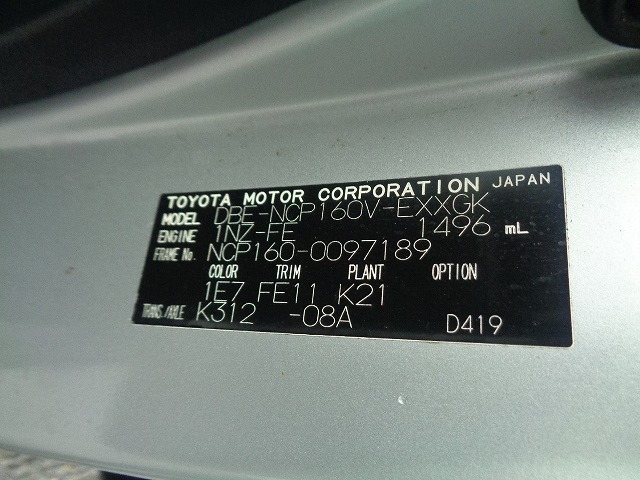 TOYOTA MOTOR CORPORATION JAPAN
MODEL DBE-NCP160V-EXXGK
ENGINE 1NZ-FE 1496 mL
FRAME No. NCP160-0097189
COLOR TRIM PLANT OPTION
1E7 FE11 K21
TRANS./AXLE K312 -08A D419